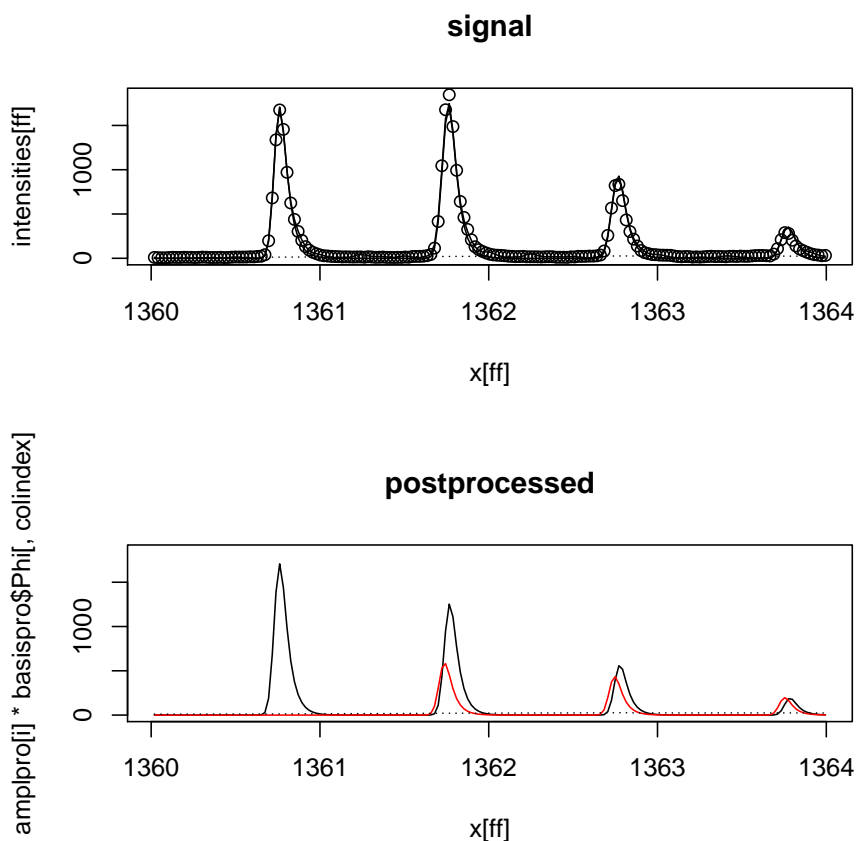 signal
intensities[ff]
1000
0
1360 1361 1362 1363 1364
x[ff]
postprocessed
amplpro[i] * basispro$Phi[, colindex]
1000
0
1360 1361 1362 1363 1364
x[ff]